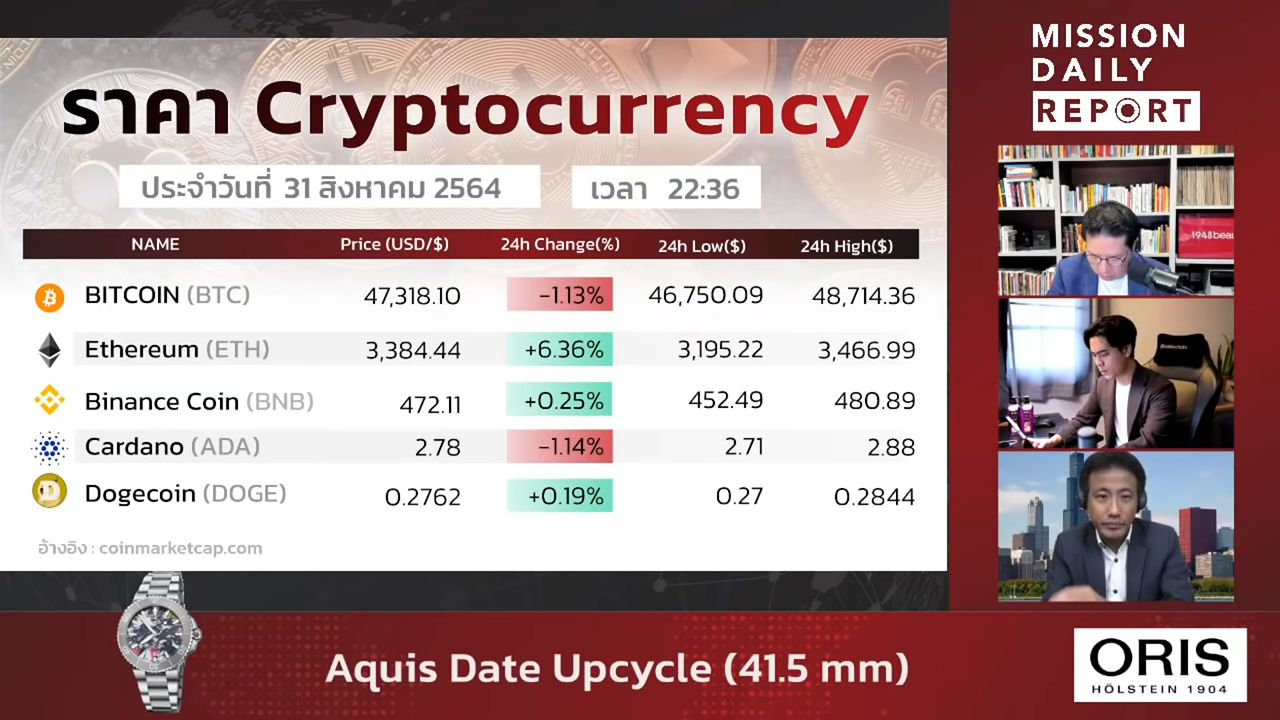 ราคา Cryptocurrency
ประจำวันที่ 31 สิงหาคม 2564 เวลา 22:36
NAME Price (USD/$) 24h Change(%) 24h Low($) 24h High($)
BITCOIN (BTC) 47,318.10 -1.13% 46,750.09 48,714.36
Ethereum (ETH) 3,384.44 +6.36% 3,195.22 3,466.99
Binance Coin (BNB) 472.11 +0.25% 452.49 480.89
Cardano (ADA) 2.78 -1.14% 2.71 2.88
Dogecoin (DOGE) 0.2762 +0.19% 0.27 0.2844
อ้างอิง : coinmarketcap.com
MISSION
DAILY
REPORT
1948beau
Aquis Date Upcycle (41.5 mm)
ORIS
HÖLSTEIN 1904